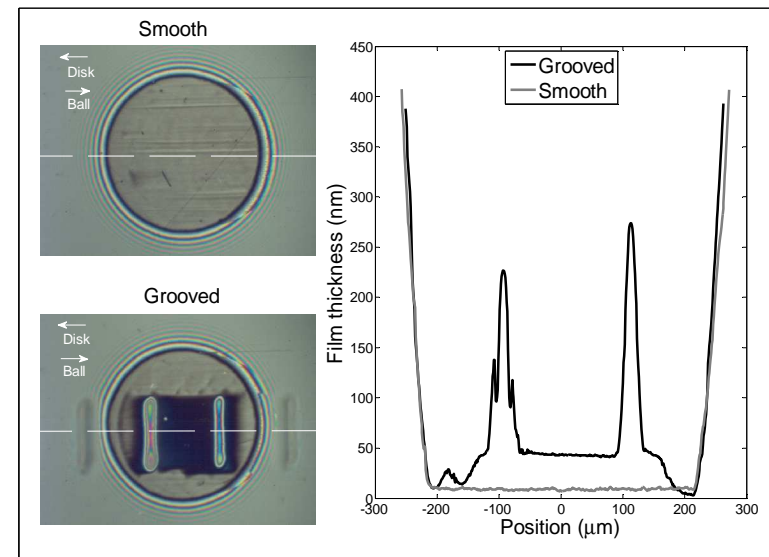 Smooth
Disk
Ball
Grooved
Disk
Ball
Grooved
Smooth
Film thickness (nm)
450
400
350
300
250
200
150
100
50
0
-300
-200
-100
0
100
200
300
Position (μm)